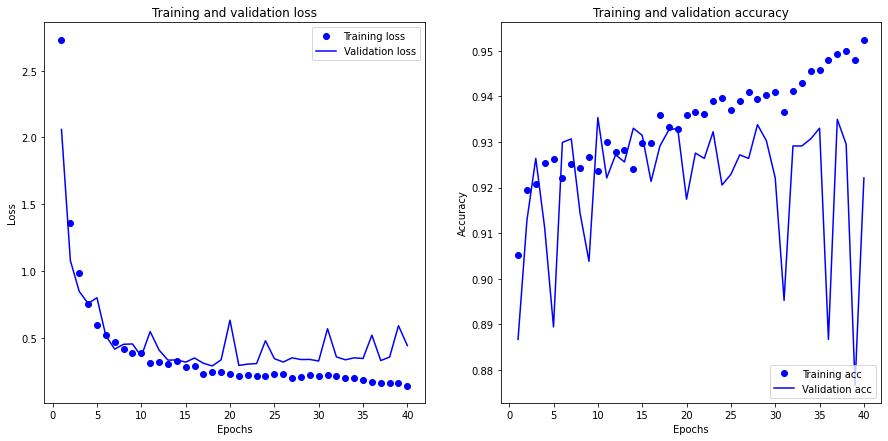 Training and validation loss
Training loss
Validation loss
2.5
2.0
1.5
1.0
0.5
Loss
0 5 10 15 20 25 30 35 40
Epochs
Training and validation accuracy
0.95
0.94
0.93
0.92
0.91
0.90
0.89
0.88
Accuracy
Training acc
Validation acc
0 5 10 15 20 25 30 35 40
Epochs